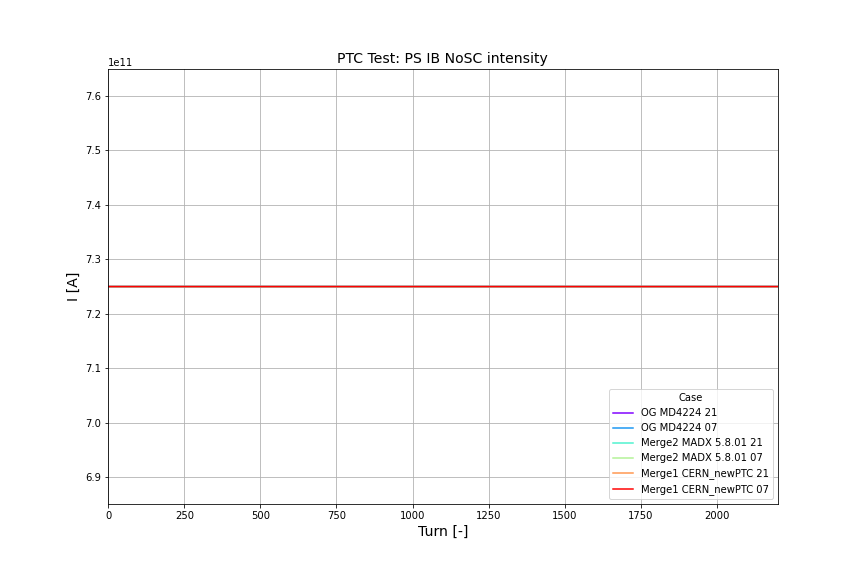 PTC Test: PS IB NoSC intensity
1e11
7.6
7.5
7.4
7.3
7.2
7.1
7.0
6.9
I [A]
Case
OG MD4224 21
OG MD4224 07
Merge2 MADX 5.8.01 21
Merge2 MADX 5.8.01 07
Merge1 CERN_newPTC 21
Merge1 CERN_newPTC 07
0 250 500 750 1000 1250 1500 1750 2000
Turn [-]